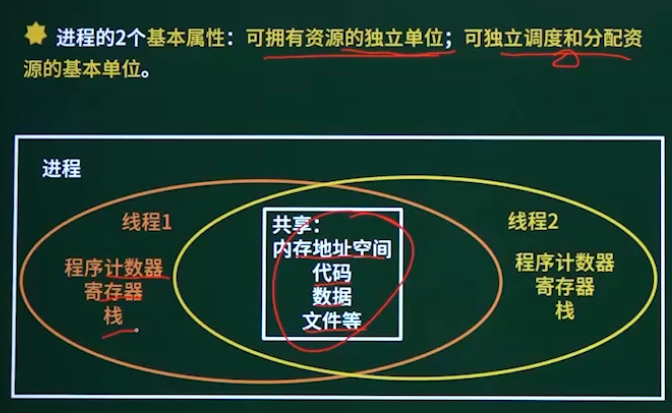 进程的2个基本属性：可拥有资源的独立单位；可独立调度和分配资
源的基本单位。
进程
线程1
程序计数器
寄存器
栈
共享：
内存地址空间
代码
数据
文件等
线程2
程序计数器
寄存器
栈